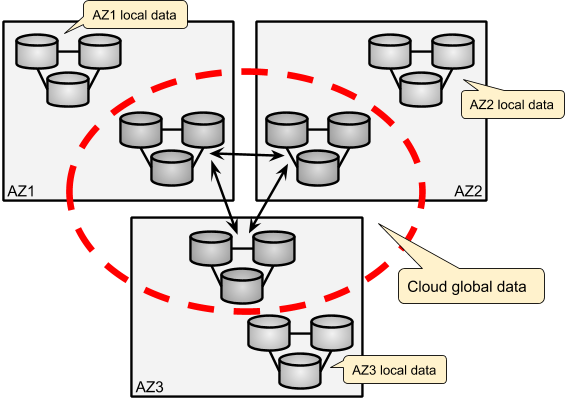 AZ1 local data
AZ2 local data
AZ1
AZ2
Cloud global data
AZ3 local data
AZ3